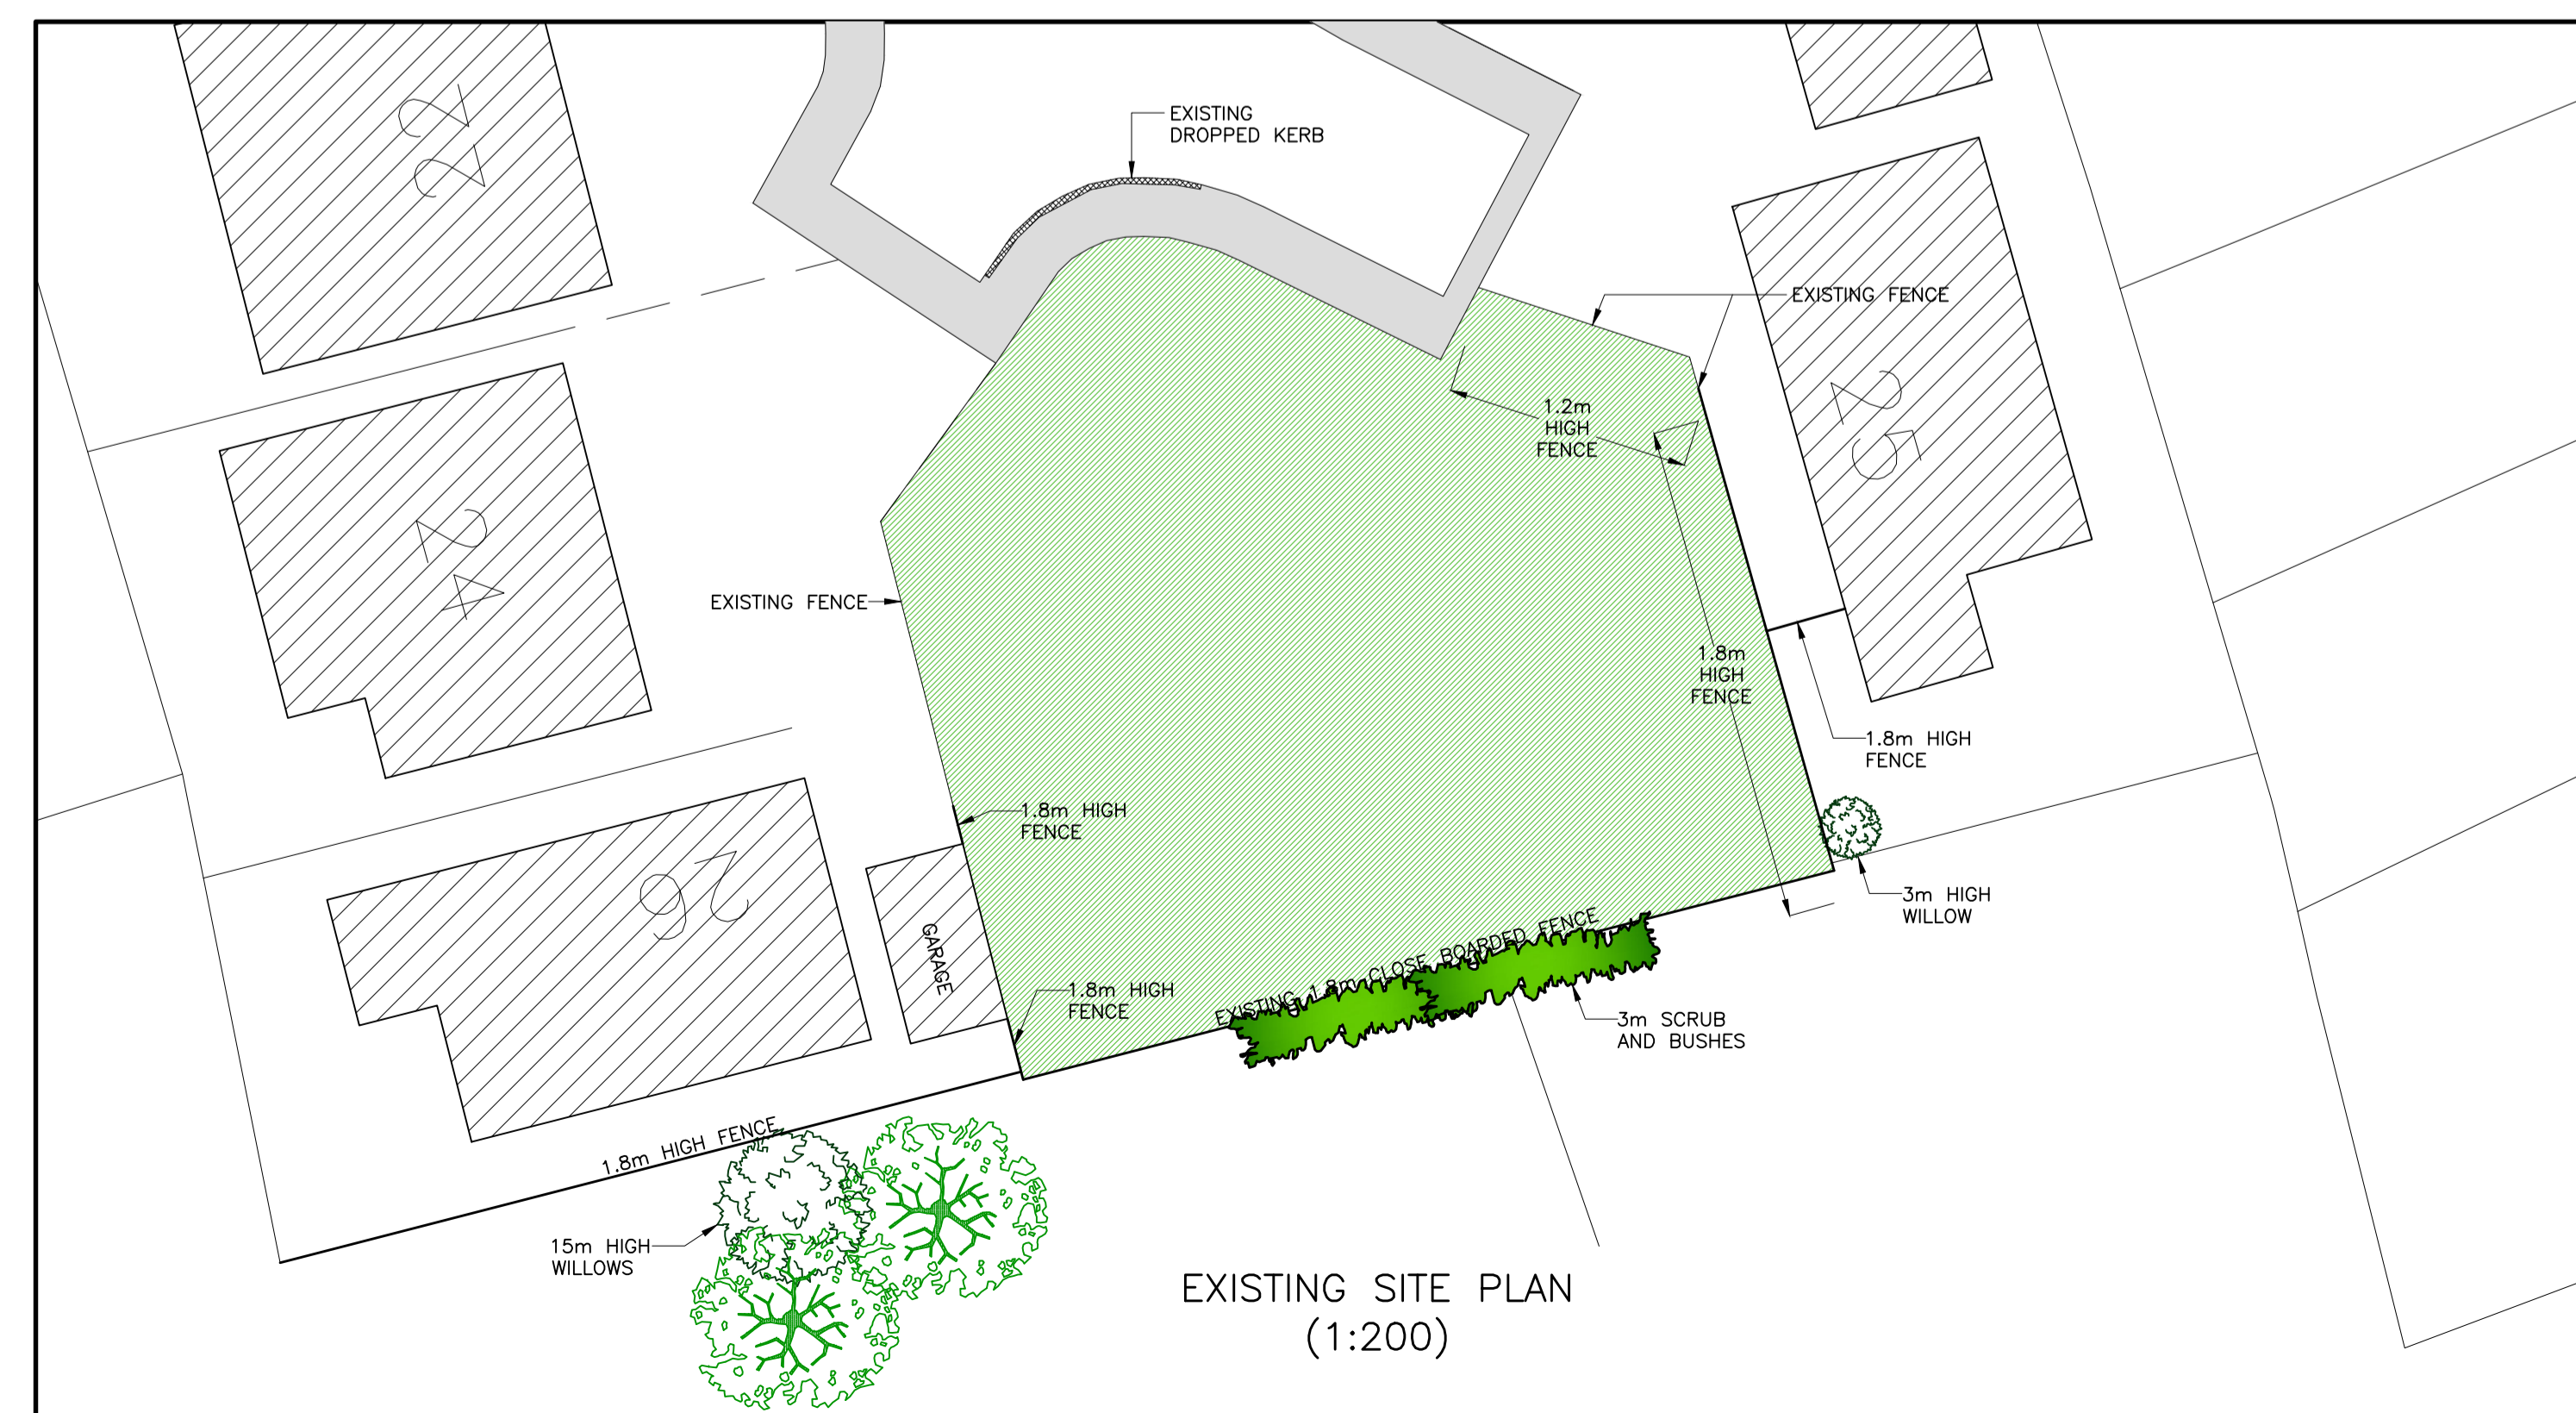 22
EXISTING
DROPPED KERB
EXISTING FENCE
1.2m
HIGH
FENCE
25
24
EXISTING FENCE
1.8m
HIGH
FENCE
1.8m HIGH
FENCE
1.8m HIGH
FENCE
26
GARAGE
3m HIGH
WILLOW
EXISTING 1.8m CLOSE BOARDED FENCE
1.8m HIGH
FENCE
3m SCRUB
AND BUSHES
1.8m HIGH FENCE
15m HIGH
WILLOWS
EXISTING SITE PLAN
(1:200)